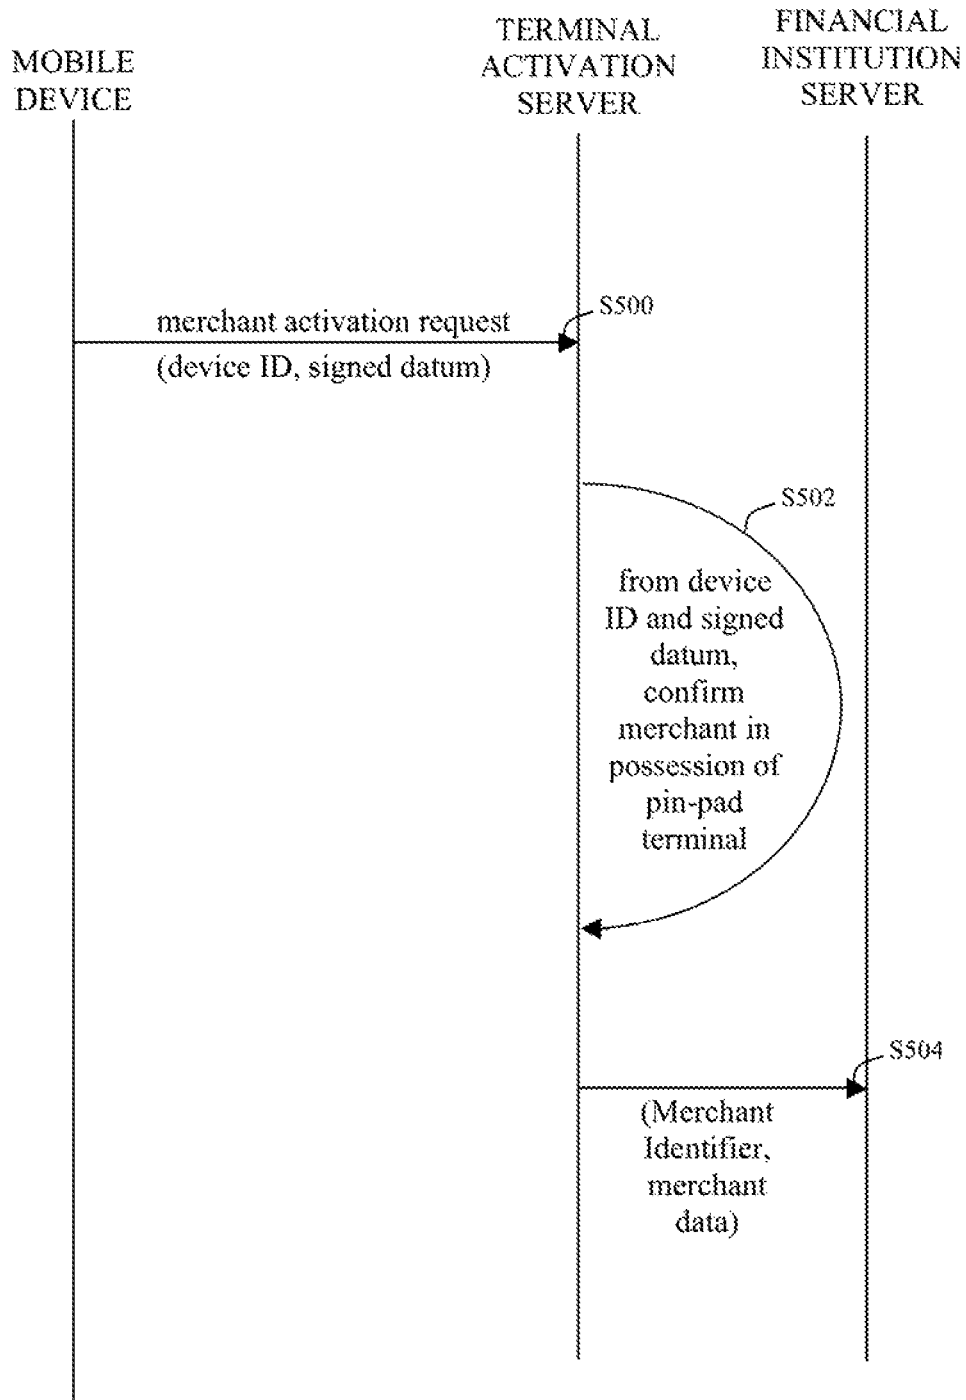 MOBILE
DEVICE
TERMINAL
ACTIVATION
SERVER
FINANCIAL
INSTITUTION
SERVER
S500
merchant activation request
(device ID, signed datum)
S502
from device
ID and signed
datum,
confirm
merchant in
possession of
pin-pad
terminal
S504
(Merchant
Identifier,
merchant
data)